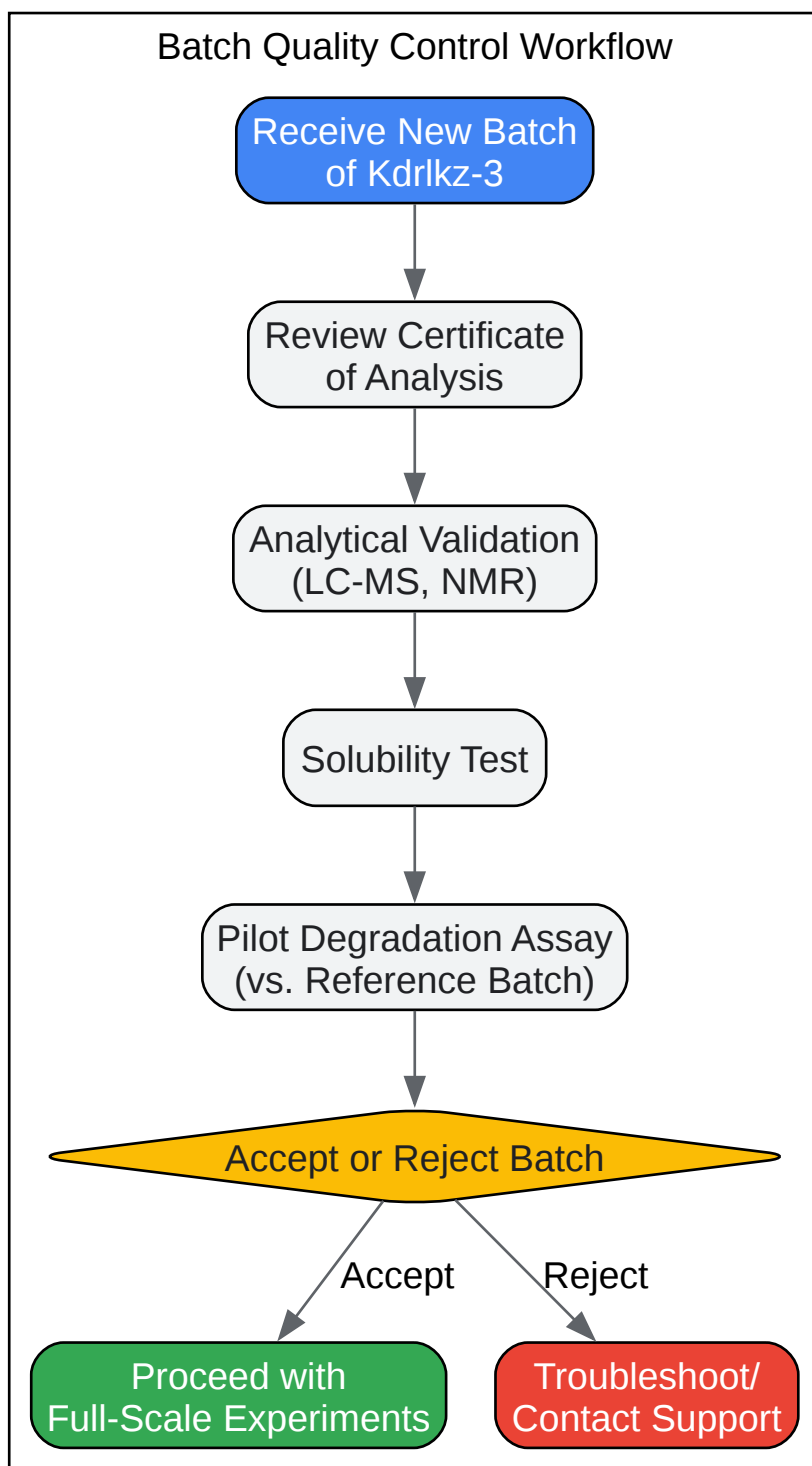 Batch Quality Control Workflow
Receive New Batch
of Kdrlkz-3
Review Certificate
of Analysis
Analytical Validation
(LC-MS, NMR)
Solubility Test
Pilot Degradation Assay
(vs. Reference Batch)
Accept or Reject Batch
Accept
Reject
Proceed with
Full-Scale Experiments
Troubleshoot/
Contact Support